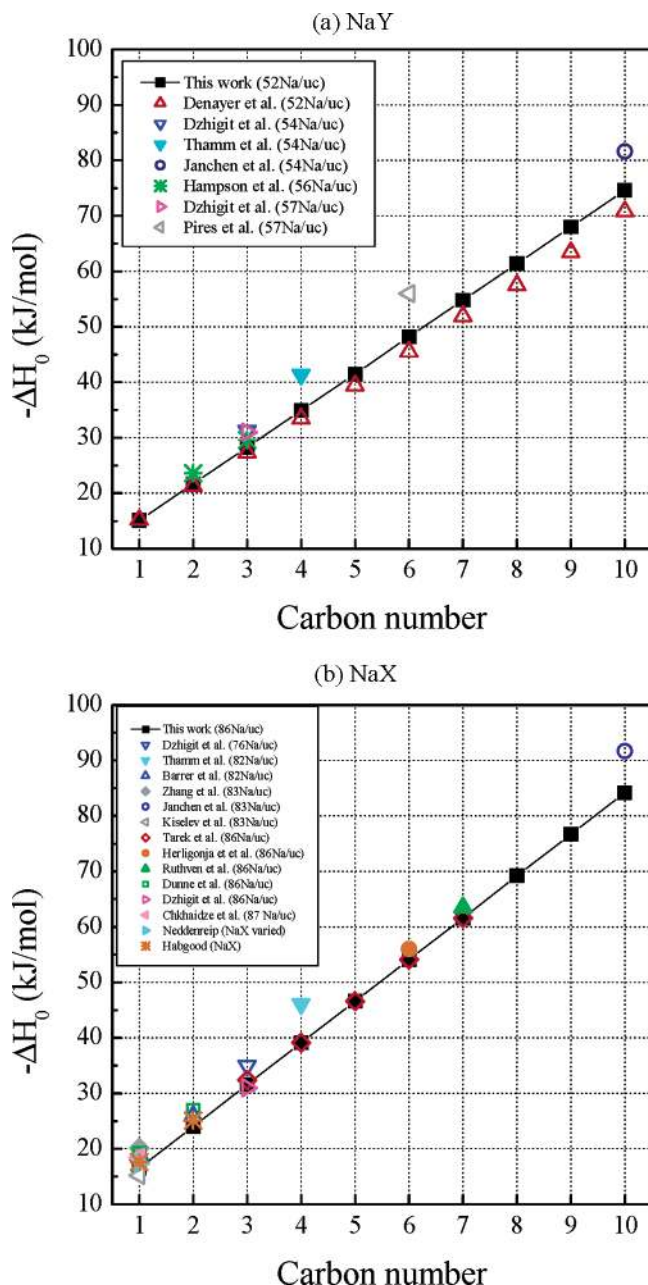 (a) NaY
100
90
80
70
60
50
40
30
20
10
-ΔH₀ (kJ/mol)
This work (52Na/uc)
Denayer et al. (52Na/uc)
Dzhigit et al. (54Na/uc)
Thamm et al. (54Na/uc)
Janchen et al. (54Na/uc)
Hampson et al. (56Na/uc)
Dzhigit et al. (57Na/uc)
Pires et al. (57Na/uc)
1 2 3 4 5 6 7 8 9 10
Carbon number
(b) NaX
100
90
80
70
60
50
40
30
20
10
-ΔH₀ (kJ/mol)
This work (86Na/uc)
Dzhigit et al. (76Na/uc)
Thamm et al. (82Na/uc)
Barrer et al. (82Na/uc)
Zhang et al. (83Na/uc)
Janchen et al. (83Na/uc)
Kiselev et al. (83Na/uc)
Tarek et al. (86Na/uc)
Herligonja et et al. (86Na/uc)
Ruthven et al. (86Na/uc)
Dunne et al. (86Na/uc)
Dzhigit et al. (86Na/uc)
Chkhaidze et al. (87 Na/uc)
Neddenreip (NaX varied)
Habgood (NaX)
1 2 3 4 5 6 7 8 9 10
Carbon number